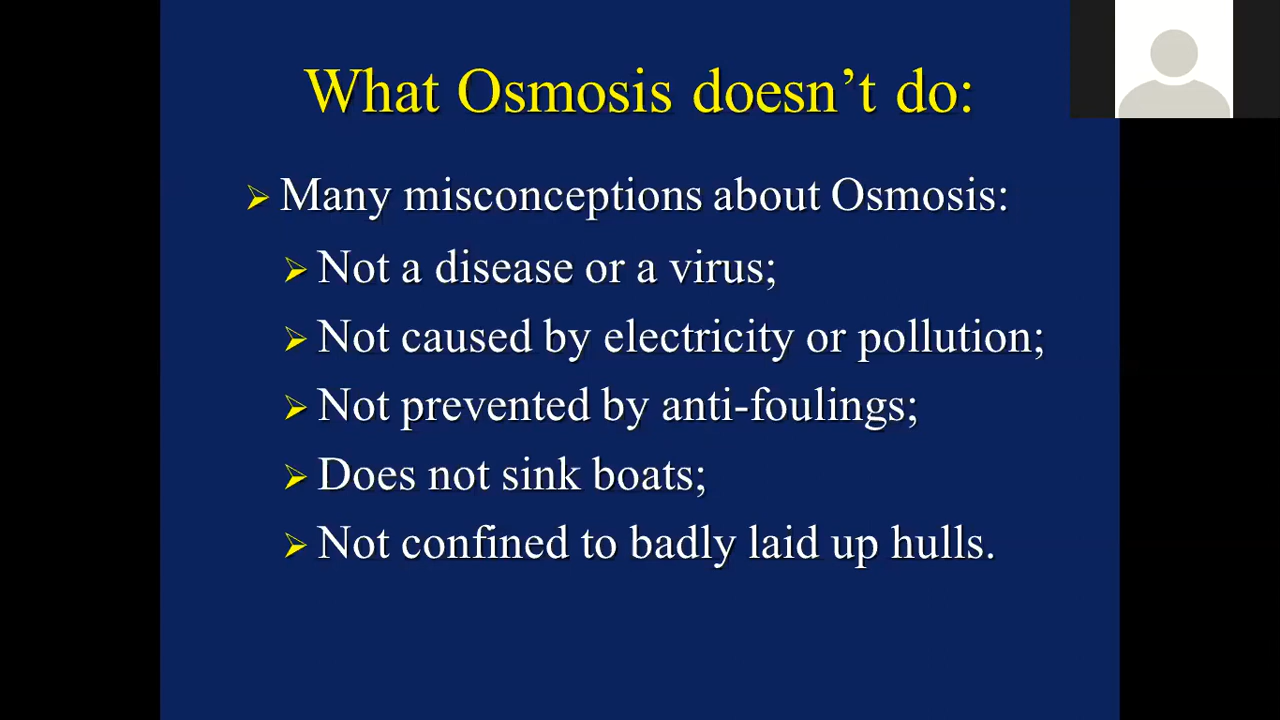 What Osmosis doesn’t do:
Many misconceptions about Osmosis:
Not a disease or a virus;
Not caused by electricity or pollution;
Not prevented by anti-foulings;
Does not sink boats;
Not confined to badly laid up hulls.